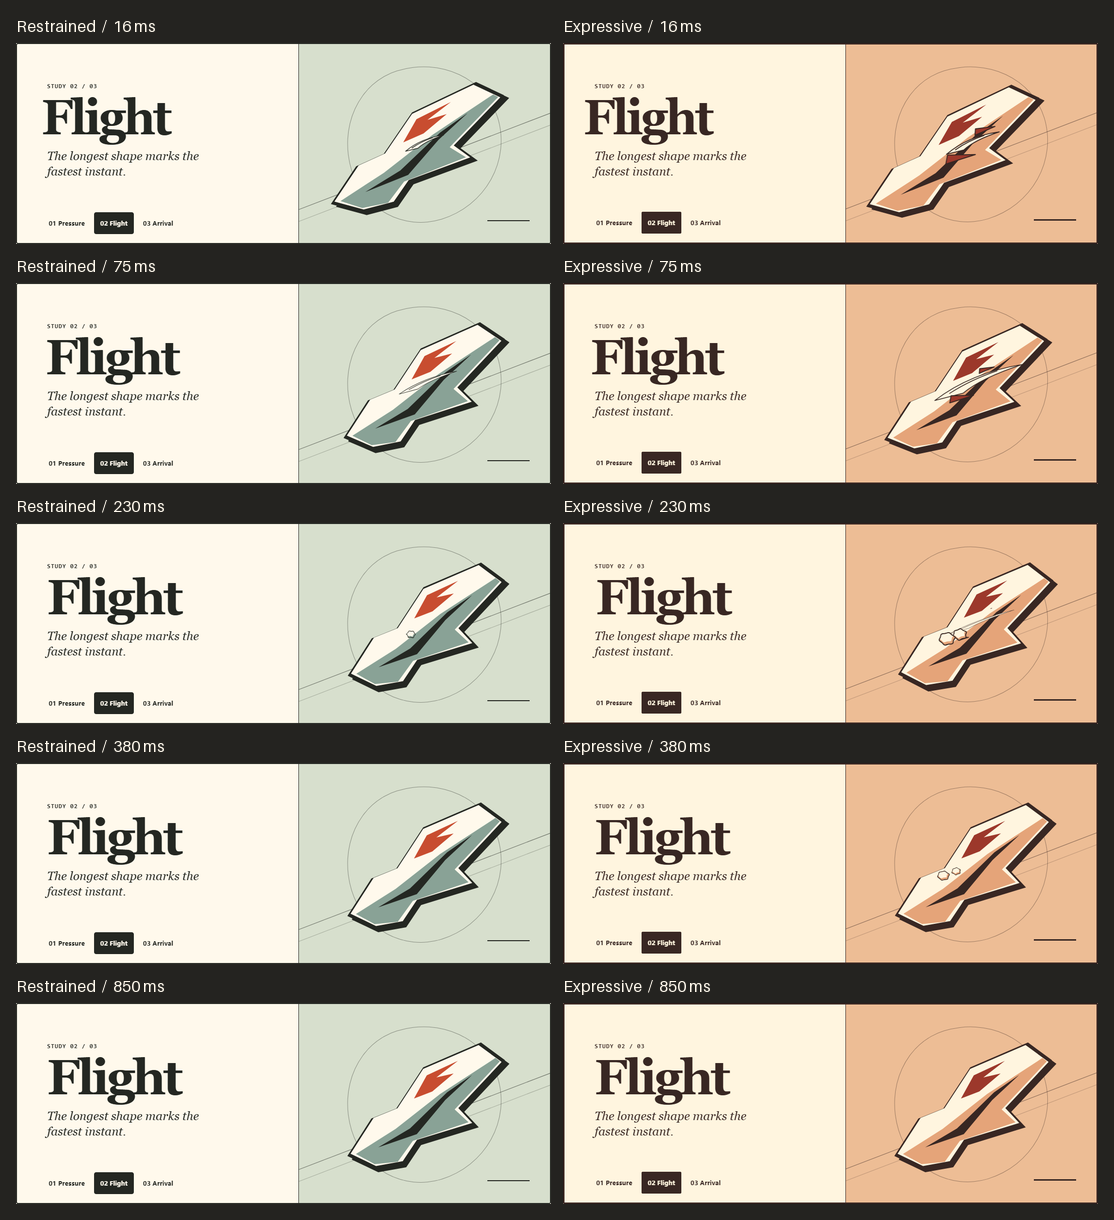 Restrained / 16 ms
STUDY 02 / 03
Flight
The longest shape marks the
fastest instant.
01 Pressure 02 Flight 03 Arrival
Expressive / 16 ms
STUDY 02 / 03
Flight
The longest shape marks the
fastest instant.
01 Pressure 02 Flight 03 Arrival
Restrained / 75 ms
STUDY 02 / 03
Flight
The longest shape marks the
fastest instant.
01 Pressure 02 Flight 03 Arrival
Expressive / 75 ms
STUDY 02 / 03
Flight
The longest shape marks the
fastest instant.
01 Pressure 02 Flight 03 Arrival
Restrained / 230 ms
STUDY 02 / 03
Flight
The longest shape marks the
fastest instant.
01 Pressure 02 Flight 03 Arrival
Expressive / 230 ms
STUDY 02 / 03
Flight
The longest shape marks the
fastest instant.
01 Pressure 02 Flight 03 Arrival
Restrained / 380 ms
STUDY 02 / 03
Flight
The longest shape marks the
fastest instant.
01 Pressure 02 Flight 03 Arrival
Expressive / 380 ms
STUDY 02 / 03
Flight
The longest shape marks the
fastest instant.
01 Pressure 02 Flight 03 Arrival
Restrained / 850 ms
STUDY 02 / 03
Flight
The longest shape marks the
fastest instant.
01 Pressure 02 Flight 03 Arrival
Expressive / 850 ms
STUDY 02 / 03
Flight
The longest shape marks the
fastest instant.
01 Pressure 02 Flight 03 Arrival